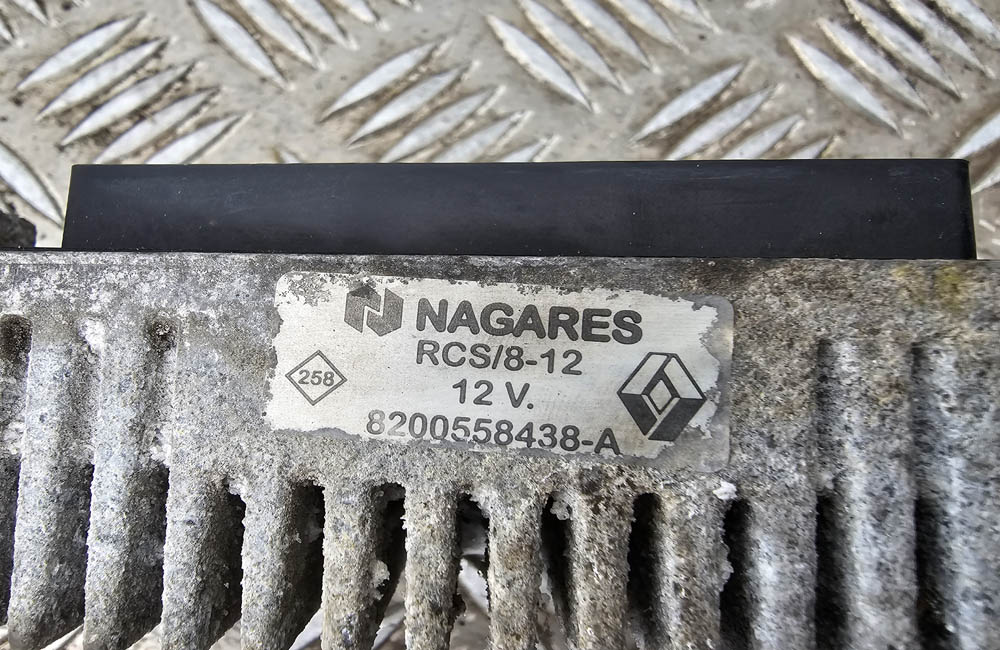 NAGARES
RCS/8-12
258
12 V.
8200558438-A